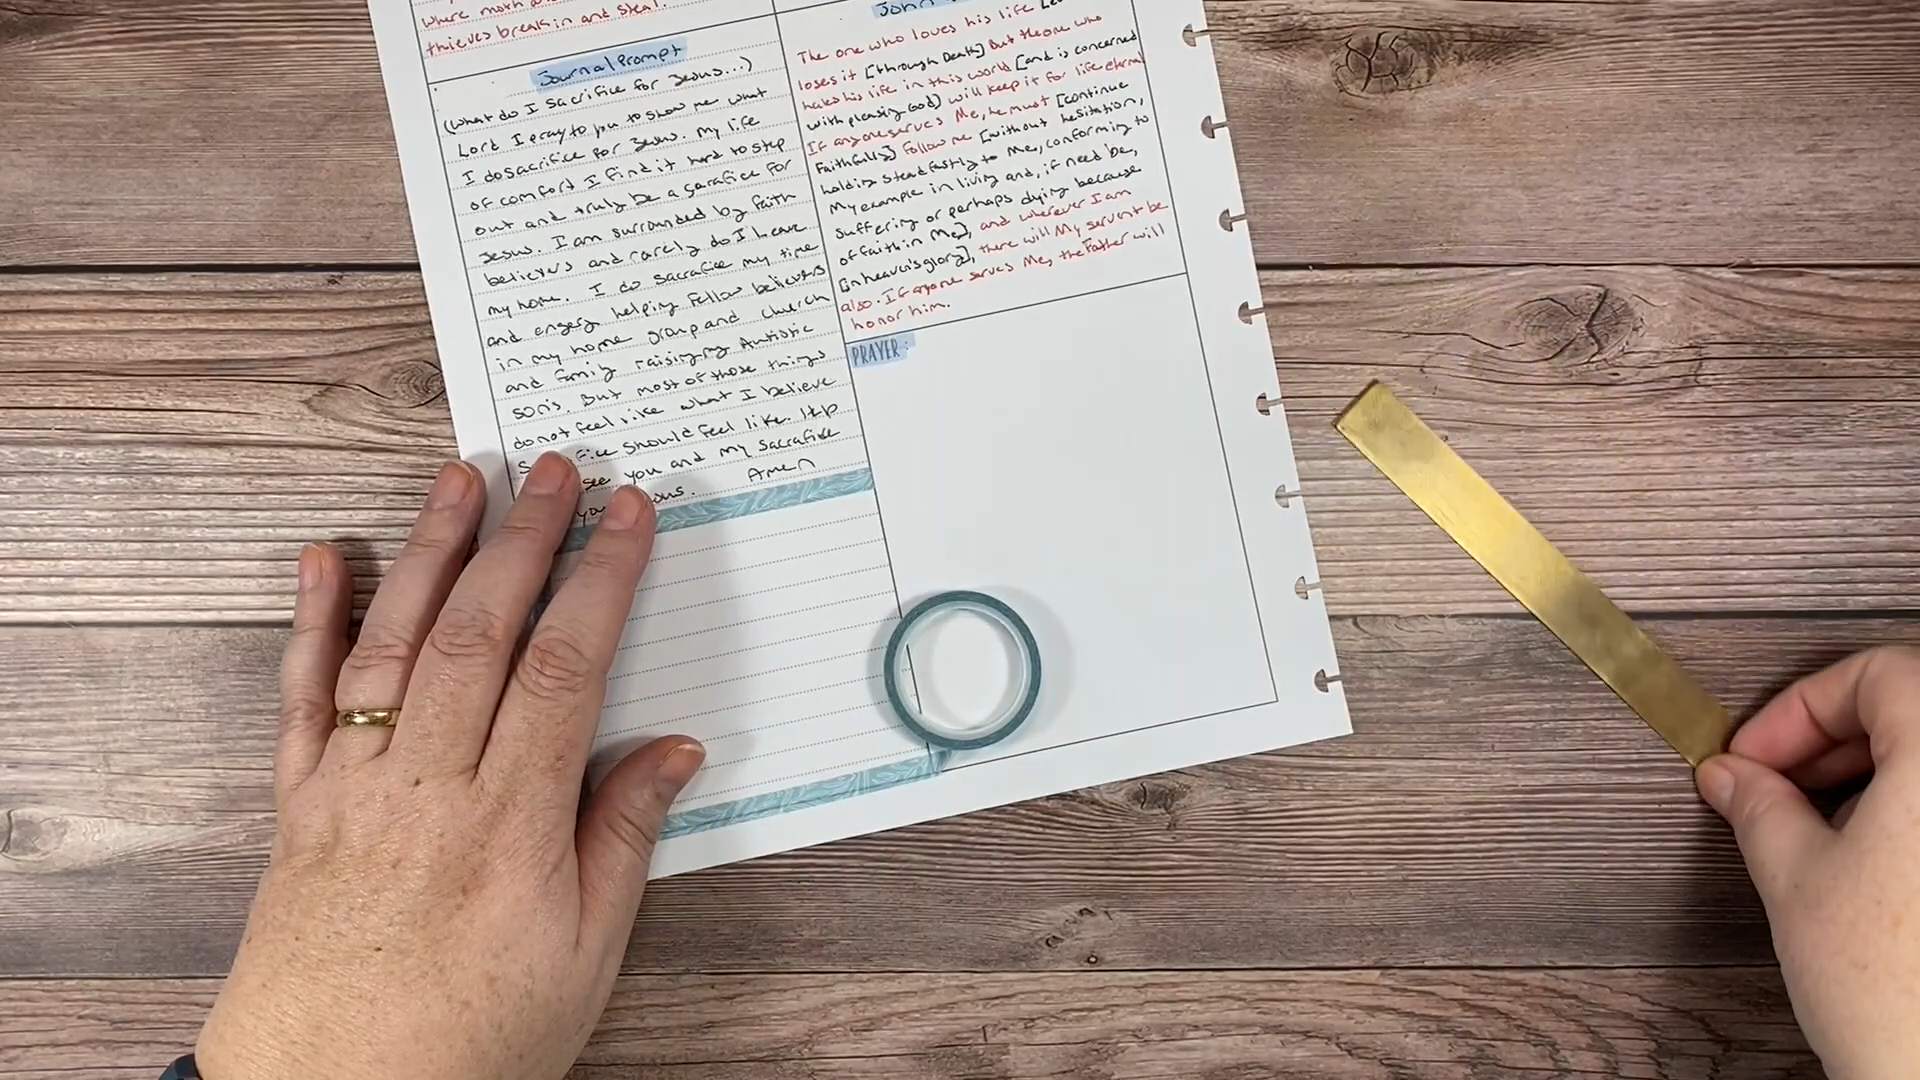 where moth
thieves break in and steal.
Journal Prompt
(What do I sacrifice for Jesus...)
Lord I pray to you to show me what
I do sacrifice for Jesus. My life
of comfort I find it hard to step
out and truly be a sacrafice for
Jesus. I am surrounded by faith
believers and rarely do I leave
my home. I do sacrafice my time
and engery helping fellow believers
in my home group and church
and family raising my Autistic
son's. But most of those things
do not feel like what I believe
should feel like.
see you and my sacrafice
you Amen
John
The one who loves his life
loses it [through Death] But the one who
hates his life in this world [and is concerned
with pleasing God] will keep it for life eternal
If anyone serves Me, he must [continue
Faithfully] follow me [without hesitation,
holding steadfastly to Me, conforming to
My example in living and, if need be,
suffering or perhaps dying because
of faith in Me], and wherever I am
[in heaven's glory], there will My servent be
also. If anyone serves Me, the Father will
honor him.
PRAYER: